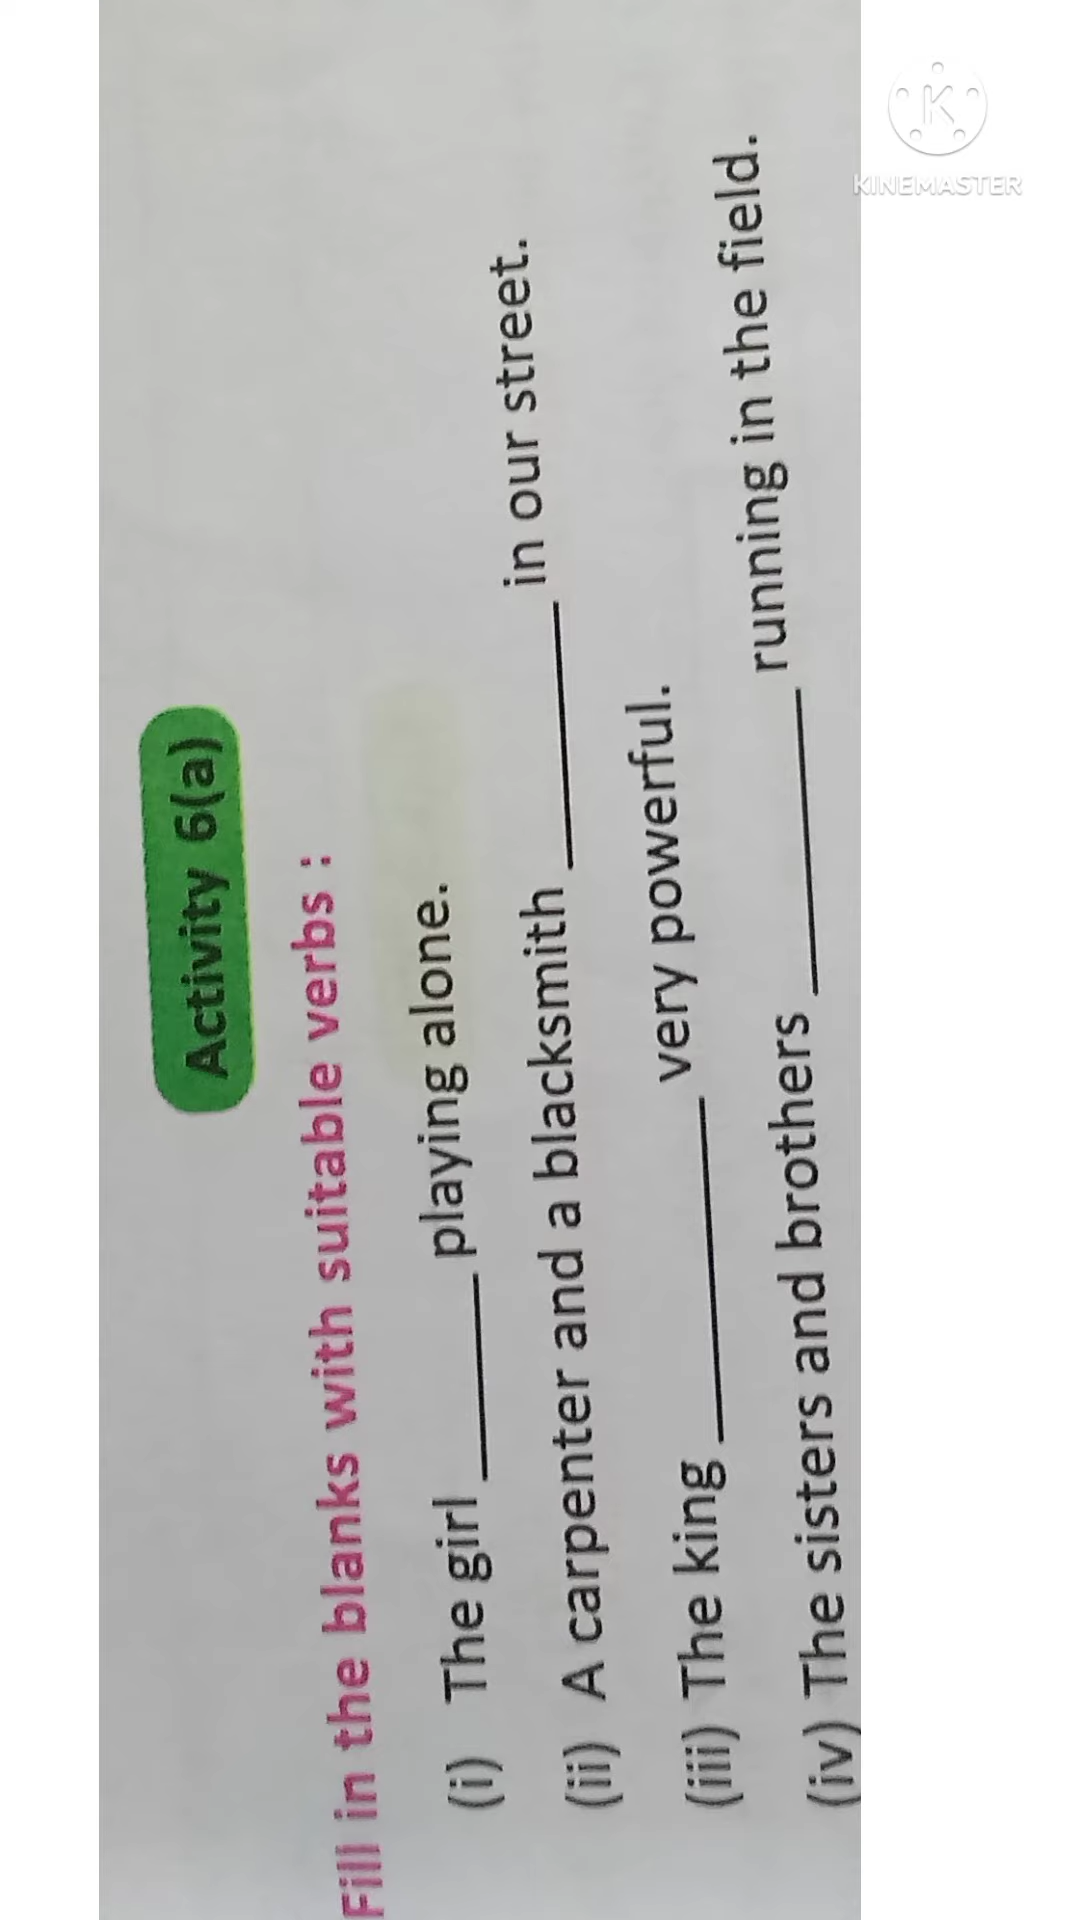 Activity 6(a)
Fill in the blanks with suitable verbs :
(i) The girl ______ playing alone.
(ii) A carpenter and a blacksmith ______ in our street.
(iii) The king ______ very powerful.
(iv) The sisters and brothers ______ running in the field.
K
KINEMASTER